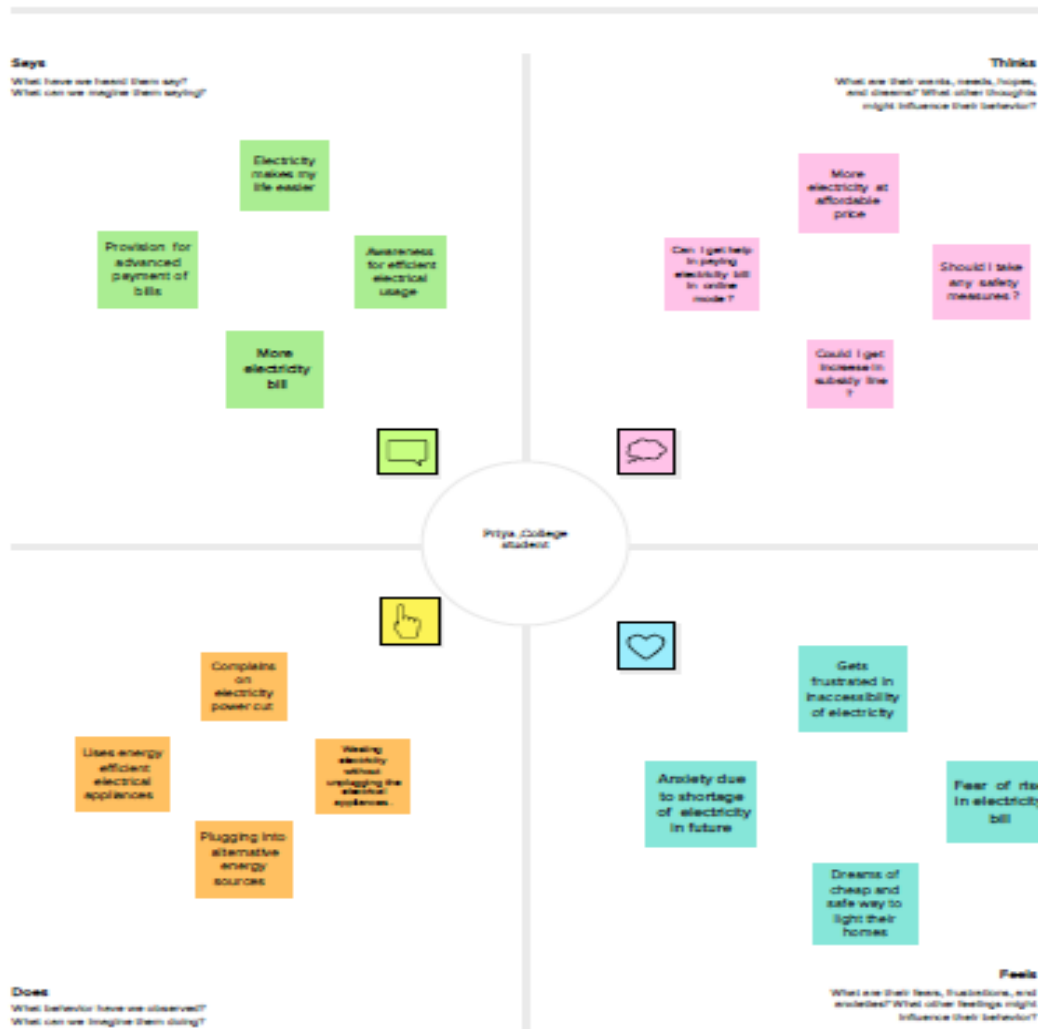 Says
What have we heard them say?
What can we magine them saying?
Electricity
makes my
life easier
Provision for
advanced
payment of
bills
Awareness
for efficient
electrical
usage
More
electricity
bill
Thinks
What are their wants, needs, hopes,
and dreams? What other thoughts
might influence their behavior?
More
electricity at
affordable
price
Can I get help
in paying
electricity bill
in online
mode ?
Should I take
any safety
measures ?
Could I get
increase in
subsidy line
?
Priya ,College
student
Complains
on
electricity
power cut
Uses energy
efficient
electrical
appliances
Wasting
electricity
without
unplugging the
electrical
appliances.
Plugging into
alternative
energy
sources
Does
What behavior have we observed?
What can we imagine them doing?
Gets
frustrated in
inaccessibility
of electricity
Anxiety due
to shortage
of electricity
in future
Fear of rise
in electricity
bill
Dreams of
cheap and
safe way to
light their
homes
Feels
What are their fears, frustrations, and
anxieties? What other feelings might
influence their behavior?